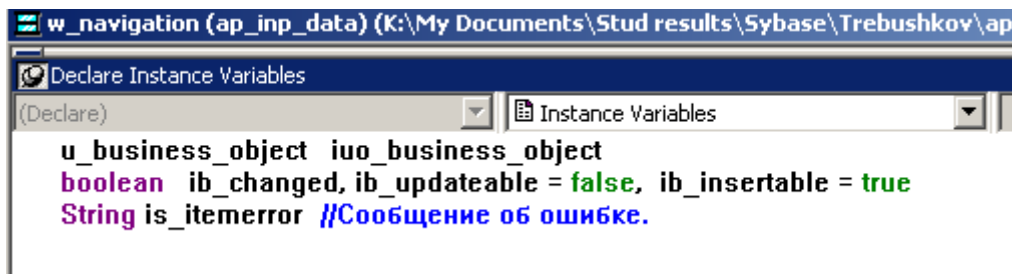 w_navigation (ap_inp_data) (K:\My Documents\Stud results\Sybase\Trebushkov\ap
Declare Instance Variables
(Declare) Instance Variables
u_business_object iuo_business_object
boolean ib_changed, ib_updateable = false, ib_insertable = true
String is_itemerror //Сообщение об ошибке.